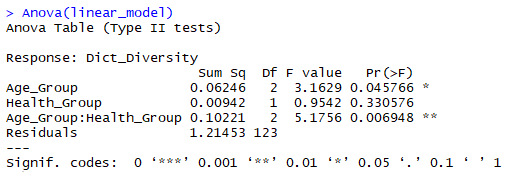 > Anova(linear_model)
Anova Table (Type II tests)
Response: Dict_Diversity
Sum Sq Df F value Pr(>F)
Age_Group 0.06246 2 3.1629 0.045766 *
Health_Group 0.00942 1 0.9542 0.330576
Age_Group:Health_Group 0.10221 2 5.1756 0.006948 **
Residuals 1.21453 123
---
Signif. codes: 0 ‘***’ 0.001 ‘**’ 0.01 ‘*’ 0.05 ‘.’ 0.1 ‘ ’ 1